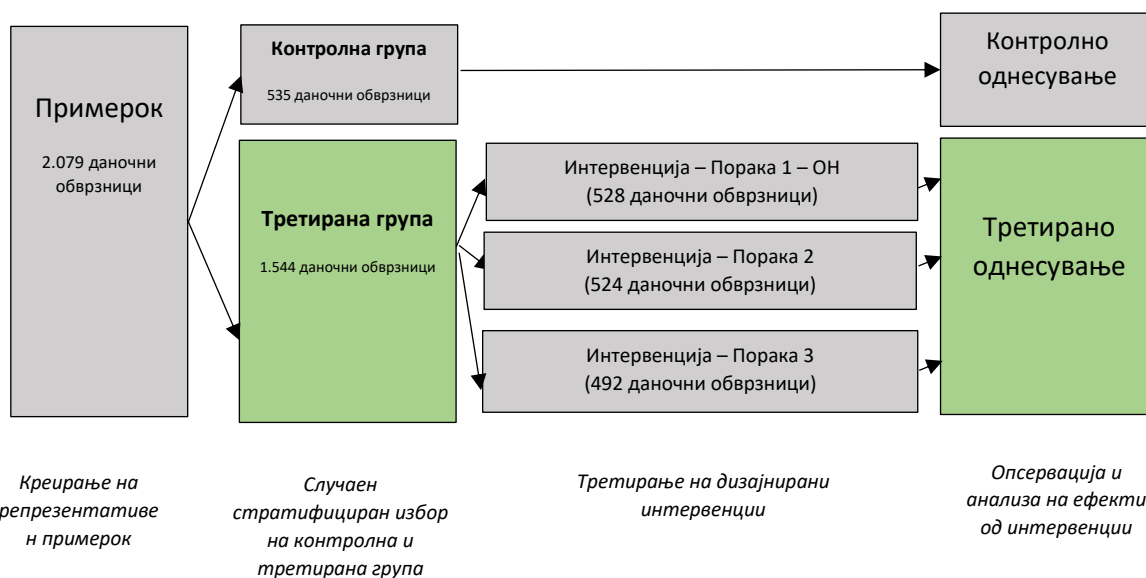 Примерок
2.079 даночни
обврзници
Контролна група
535 даночни обврзници
Третирана група
1.544 даночни обврзници
Интервенција – Порака 1 – ОН
(528 даночни обврзници)
Интервенција – Порака 2
(524 даночни обврзници)
Интервенција – Порака 3
(492 даночни обврзници)
Контролно
однесување
Третирано
однесување
Креирање на
репрезентативе
н примерок
Случаен
стратифициран избор
на контролна и
третирана група
Третирање на дизајнирани
интервенции
Опсервација и
анализа на ефекти
од интервенции